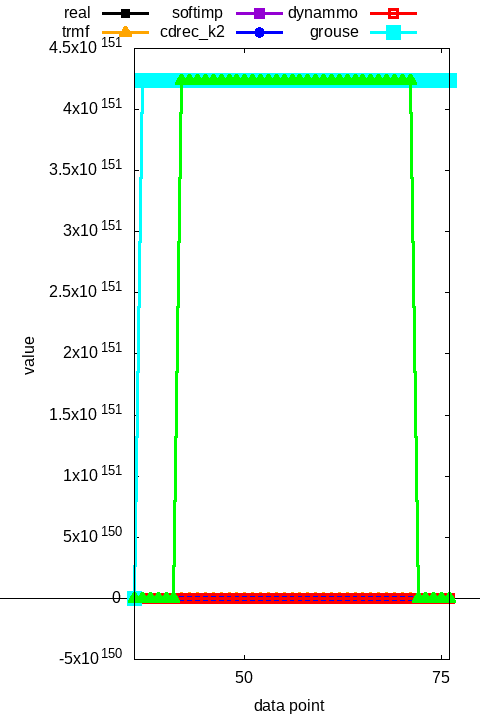 real softimp dynammo
trmf cdrec_k2 grouse
4.5x10^151
4x10^151
3.5x10^151
3x10^151
2.5x10^151
2x10^151
1.5x10^151
1x10^151
5x10^150
0
-5x10^150
value
50 75
data point